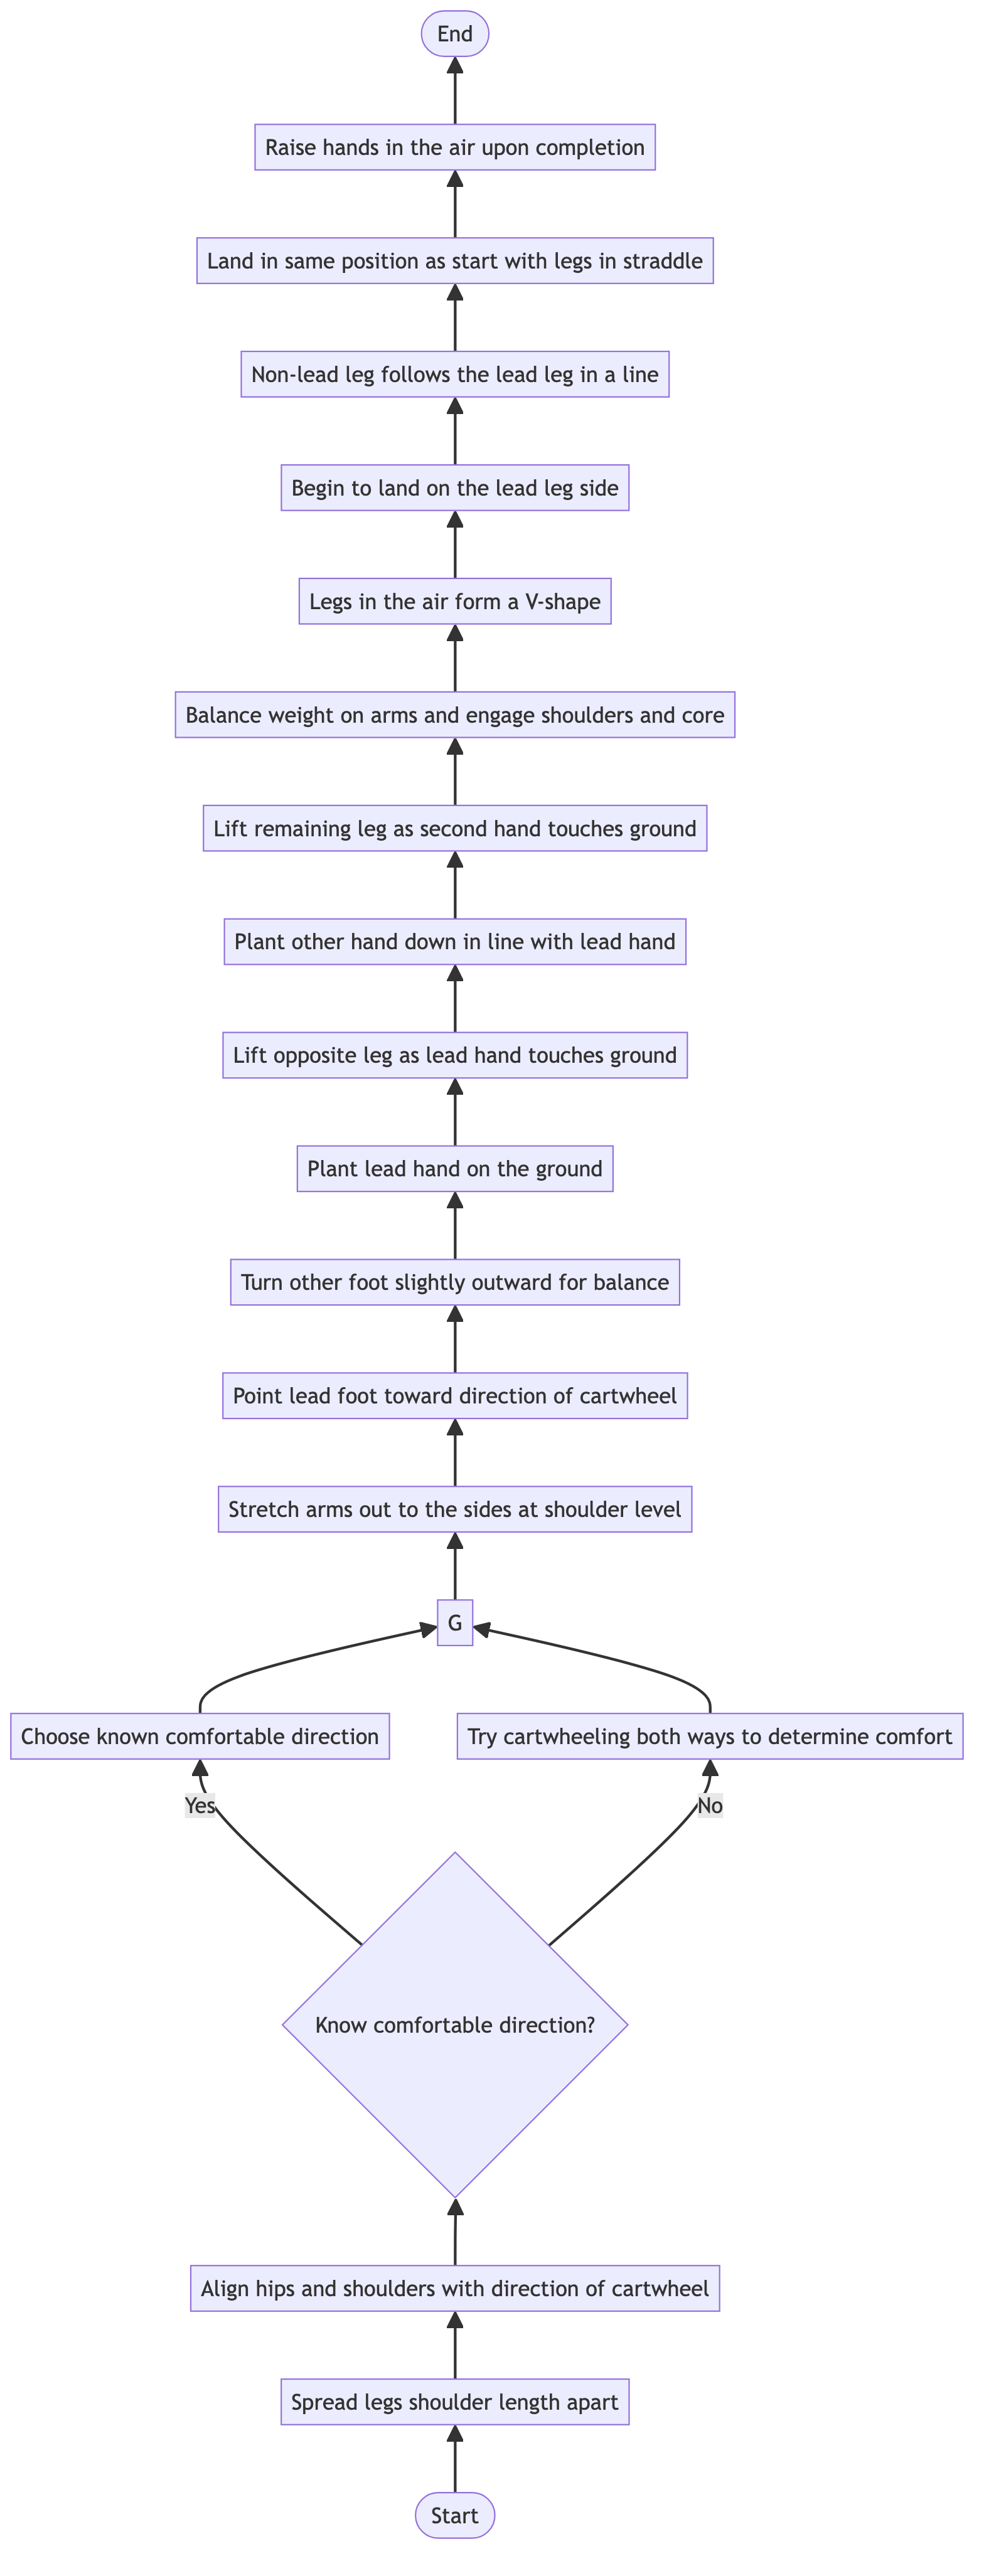 End
Raise hands in the air upon completion
Land in same position as start with legs in straddle
Non-lead leg follows the lead leg in a line
Begin to land on the lead leg side
Legs in the air form a V-shape
Balance weight on arms and engage shoulders and core
Lift remaining leg as second hand touches ground
Plant other hand down in line with lead hand
Lift opposite leg as lead hand touches ground
Plant lead hand on the ground
Turn other foot slightly outward for balance
Point lead foot toward direction of cartwheel
Stretch arms out to the sides at shoulder level
G
Choose known comfortable direction
Try cartwheeling both ways to determine comfort
Yes
No
Know comfortable direction?
Align hips and shoulders with direction of cartwheel
Spread legs shoulder length apart
Start